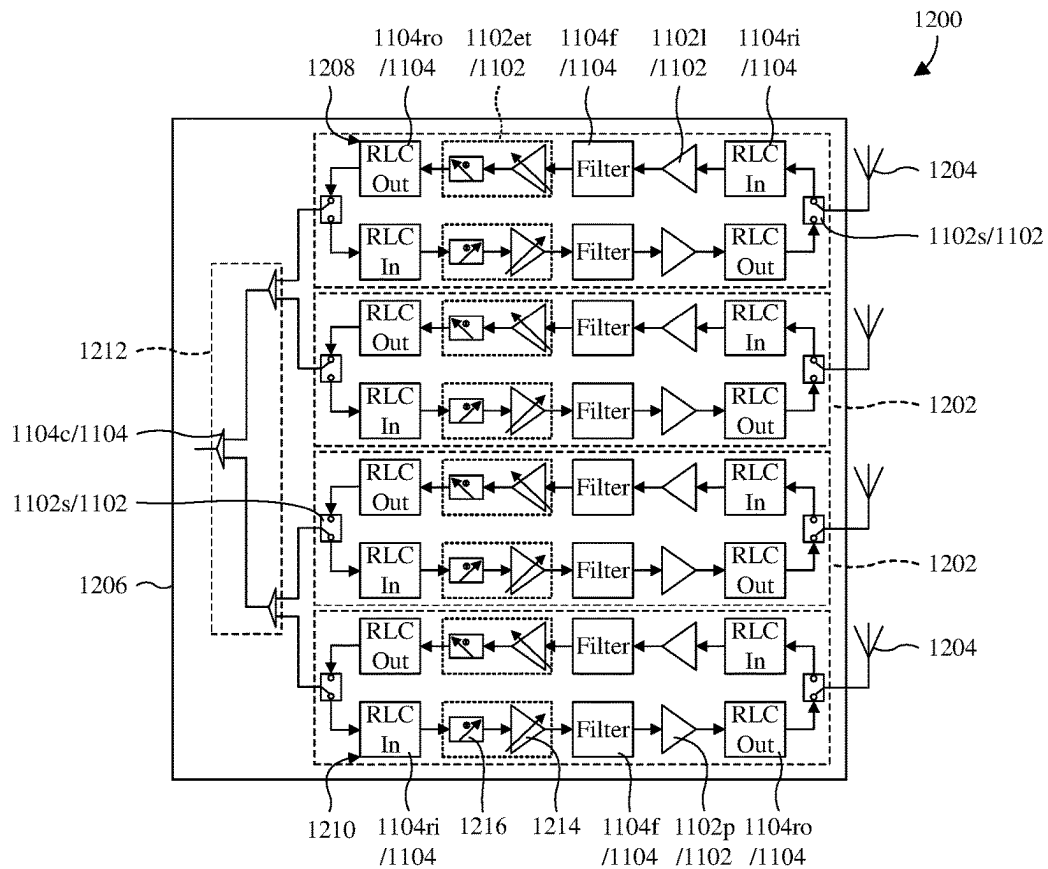 1200
1104ro 1102et 1104f 1102l 1104ri
1208 /1104 /1102 /1104 /1102 /1104
RLC Out Filter RLC In
1204
1102s/1102
RLC In Filter RLC Out
1212
RLC Out Filter RLC In
RLC In Filter RLC Out
1202
1104c/1104
RLC Out Filter RLC In
1102s/1102
RLC In Filter RLC Out
1202
1206
RLC Out Filter RLC In
1204
RLC In Filter RLC Out
1210 1104ri 1216 1214 1104f 1102p 1104ro
/1104 /1104 /1102 /1104